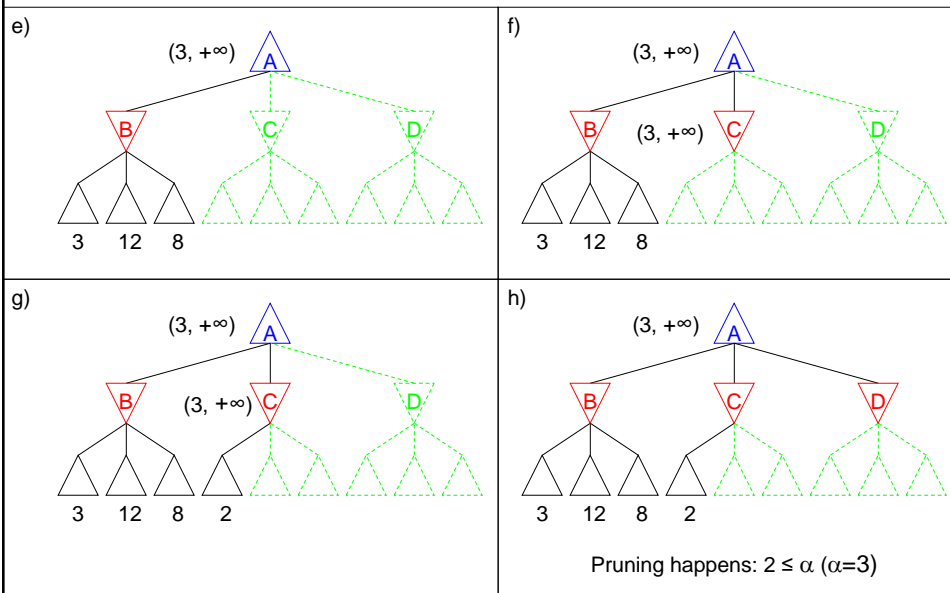 e)
(3, +∞)
A
B
C
D
3 12 8
f)
(3, +∞)
A
B
(3, +∞)
C
D
3 12 8
g)
(3, +∞)
A
B
(3, +∞)
C
D
3 12 8 2
h)
(3, +∞)
A
B
C
D
3 12 8 2
Pruning happens: 2 ≤ α (α=3)